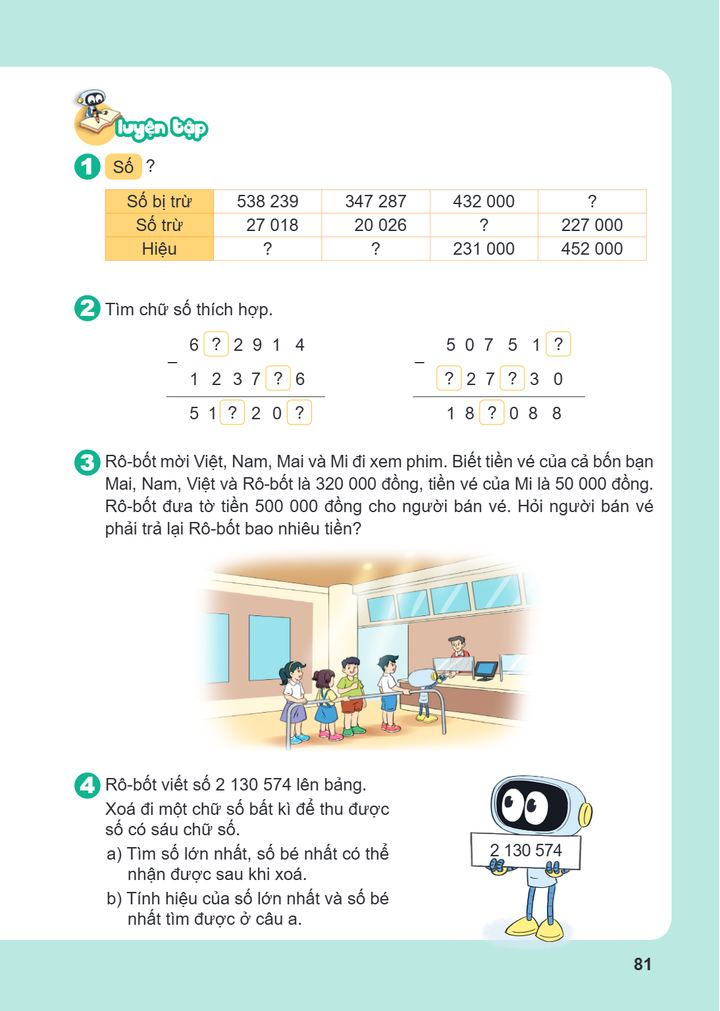 Luyện tập
1 Số ?
Số bị trừ 538 239 347 287 432 000 ?
Số trừ 27 018 20 026 ? 227 000
Hiệu ? ? 231 000 452 000
2 Tìm chữ số thích hợp.
6 ? 2 9 1 4
−
1 2 3 7 ? 6
5 1 ? 2 0 ?
5 0 7 5 1 ?
−
? 2 7 ? 3 0
1 8 ? 0 8 8
3 Rô-bốt mời Việt, Nam, Mai và Mi đi xem phim. Biết tiền vé của cả bốn bạn
Mai, Nam, Việt và Rô-bốt là 320 000 đồng, tiền vé của Mi là 50 000 đồng.
Rô-bốt đưa tờ tiền 500 000 đồng cho người bán vé. Hỏi người bán vé
phải trả lại Rô-bốt bao nhiêu tiền?
4 Rô-bốt viết số 2 130 574 lên bảng.
Xoá đi một chữ số bất kì để thu được
số có sáu chữ số.
a) Tìm số lớn nhất, số bé nhất có thể
nhận được sau khi xoá.
b) Tính hiệu của số lớn nhất và số bé
nhất tìm được ở câu a.
2 130 574
81